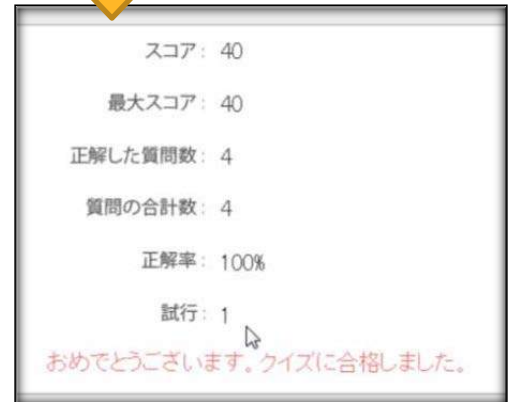 スコア： 40
最大スコア： 40
正解した質問数： 4
質問の合計数： 4
正解率： 100%
試行： 1
おめでとうございます。クイズに合格しました。